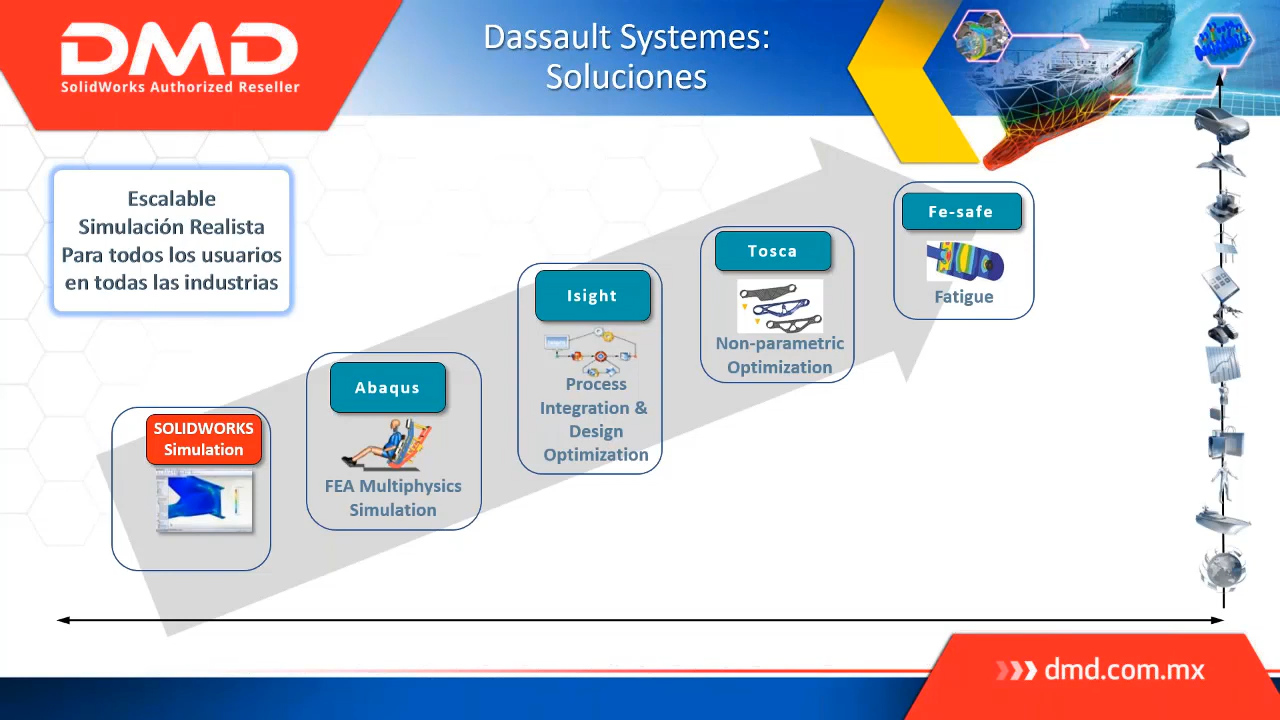 DMD
SolidWorks Authorized Reseller
Dassault Systemes:
Soluciones
Escalable
Simulación Realista
Para todos los usuarios
en todas las industrias
SOLIDWORKS
Simulation
Abaqus
FEA Multiphysics
Simulation
Isight
Process
Integration &
Design
Optimization
Tosca
Non-parametric
Optimization
Fe-safe
Fatigue
dmd.com.mx